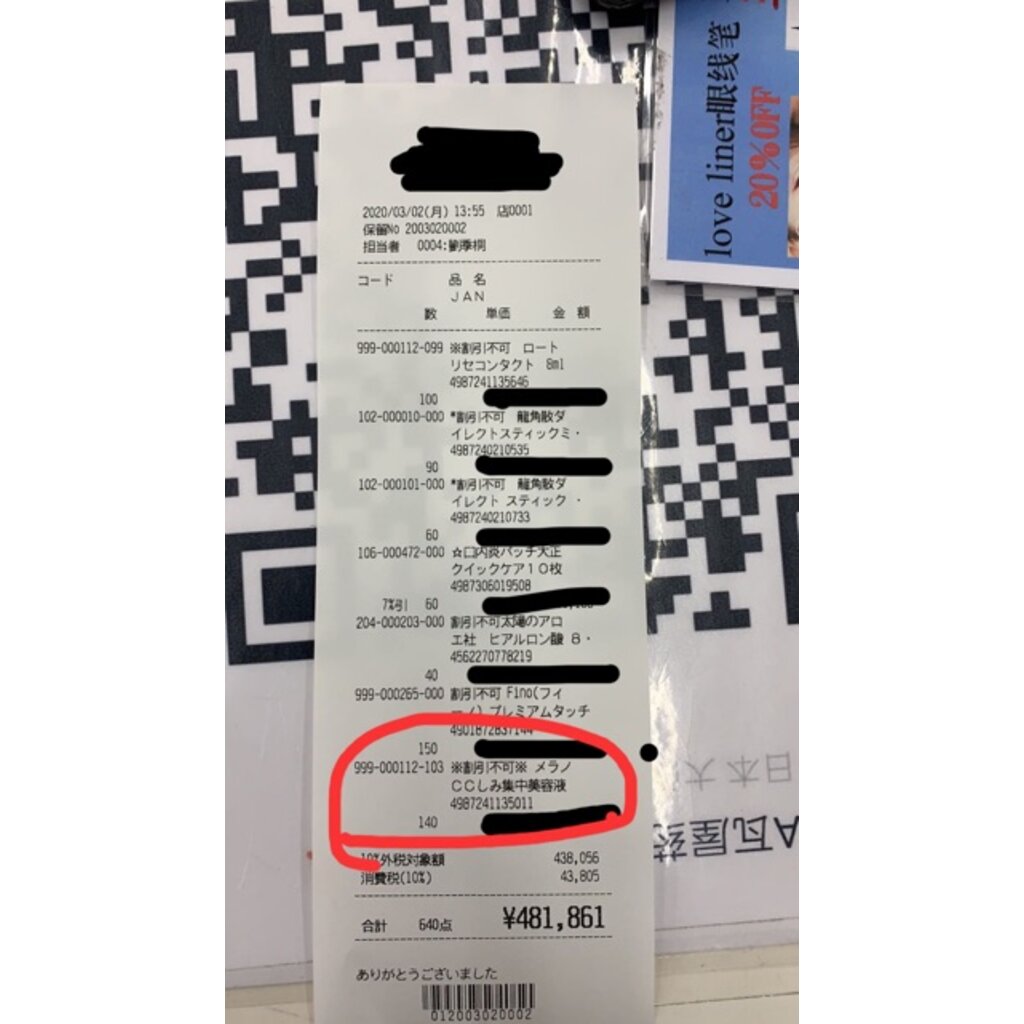 love liner眼线笔
20%OFF
2020/03/02(月) 13:55 店0001
保留No 2003020002
担当者 0004:劉季桐
コード 品 名
JAN
数 単価 金 額
999-000112-099 ※割引不可 ロート
リセコンタクト 8ml
4987241135646
100
102-000010-000 *割引不可 龍角散ダ
イレクトスティックミ・
4987240210535
90
102-000101-000 *割引不可 龍角散ダ
イレクト スティック ・
4987240210733
60
106-000472-000 ☆口内炎パッチ大正
クイックケア10枚
4987306019508
7%引 60
204-000203-000 割引不可太陽のアロ
エ社 ヒアルロン酸 8・
4562270778219
40
999-000265-000 割引不可 Fino(フィ
ーノ) プレミアムタッチ
4901872837144
150
999-000112-103 ※割引不可※ メラノ
CCしみ集中美容液
4987241135011
140
10%外税対象額 438,056
消費税(10%) 43,805
合計 640点 ¥481,861
ありがとうございました
012003020002
日本大
A瓦屋薬